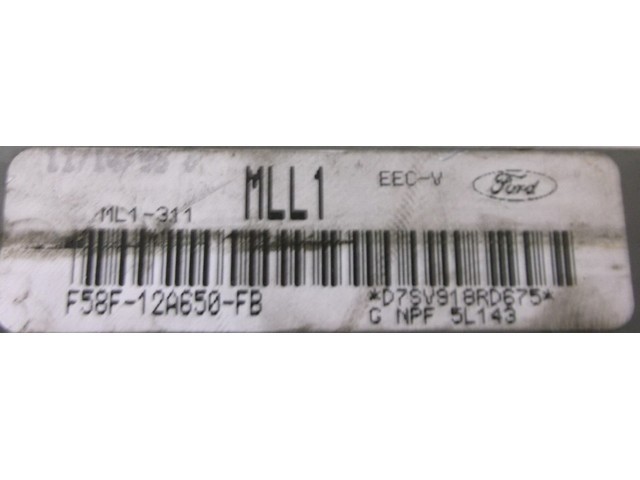 MLL1
EEC-V
Ford
ML1-311
F58F-12A650-FB
*D7SV918RD675*
G NPF 5L143